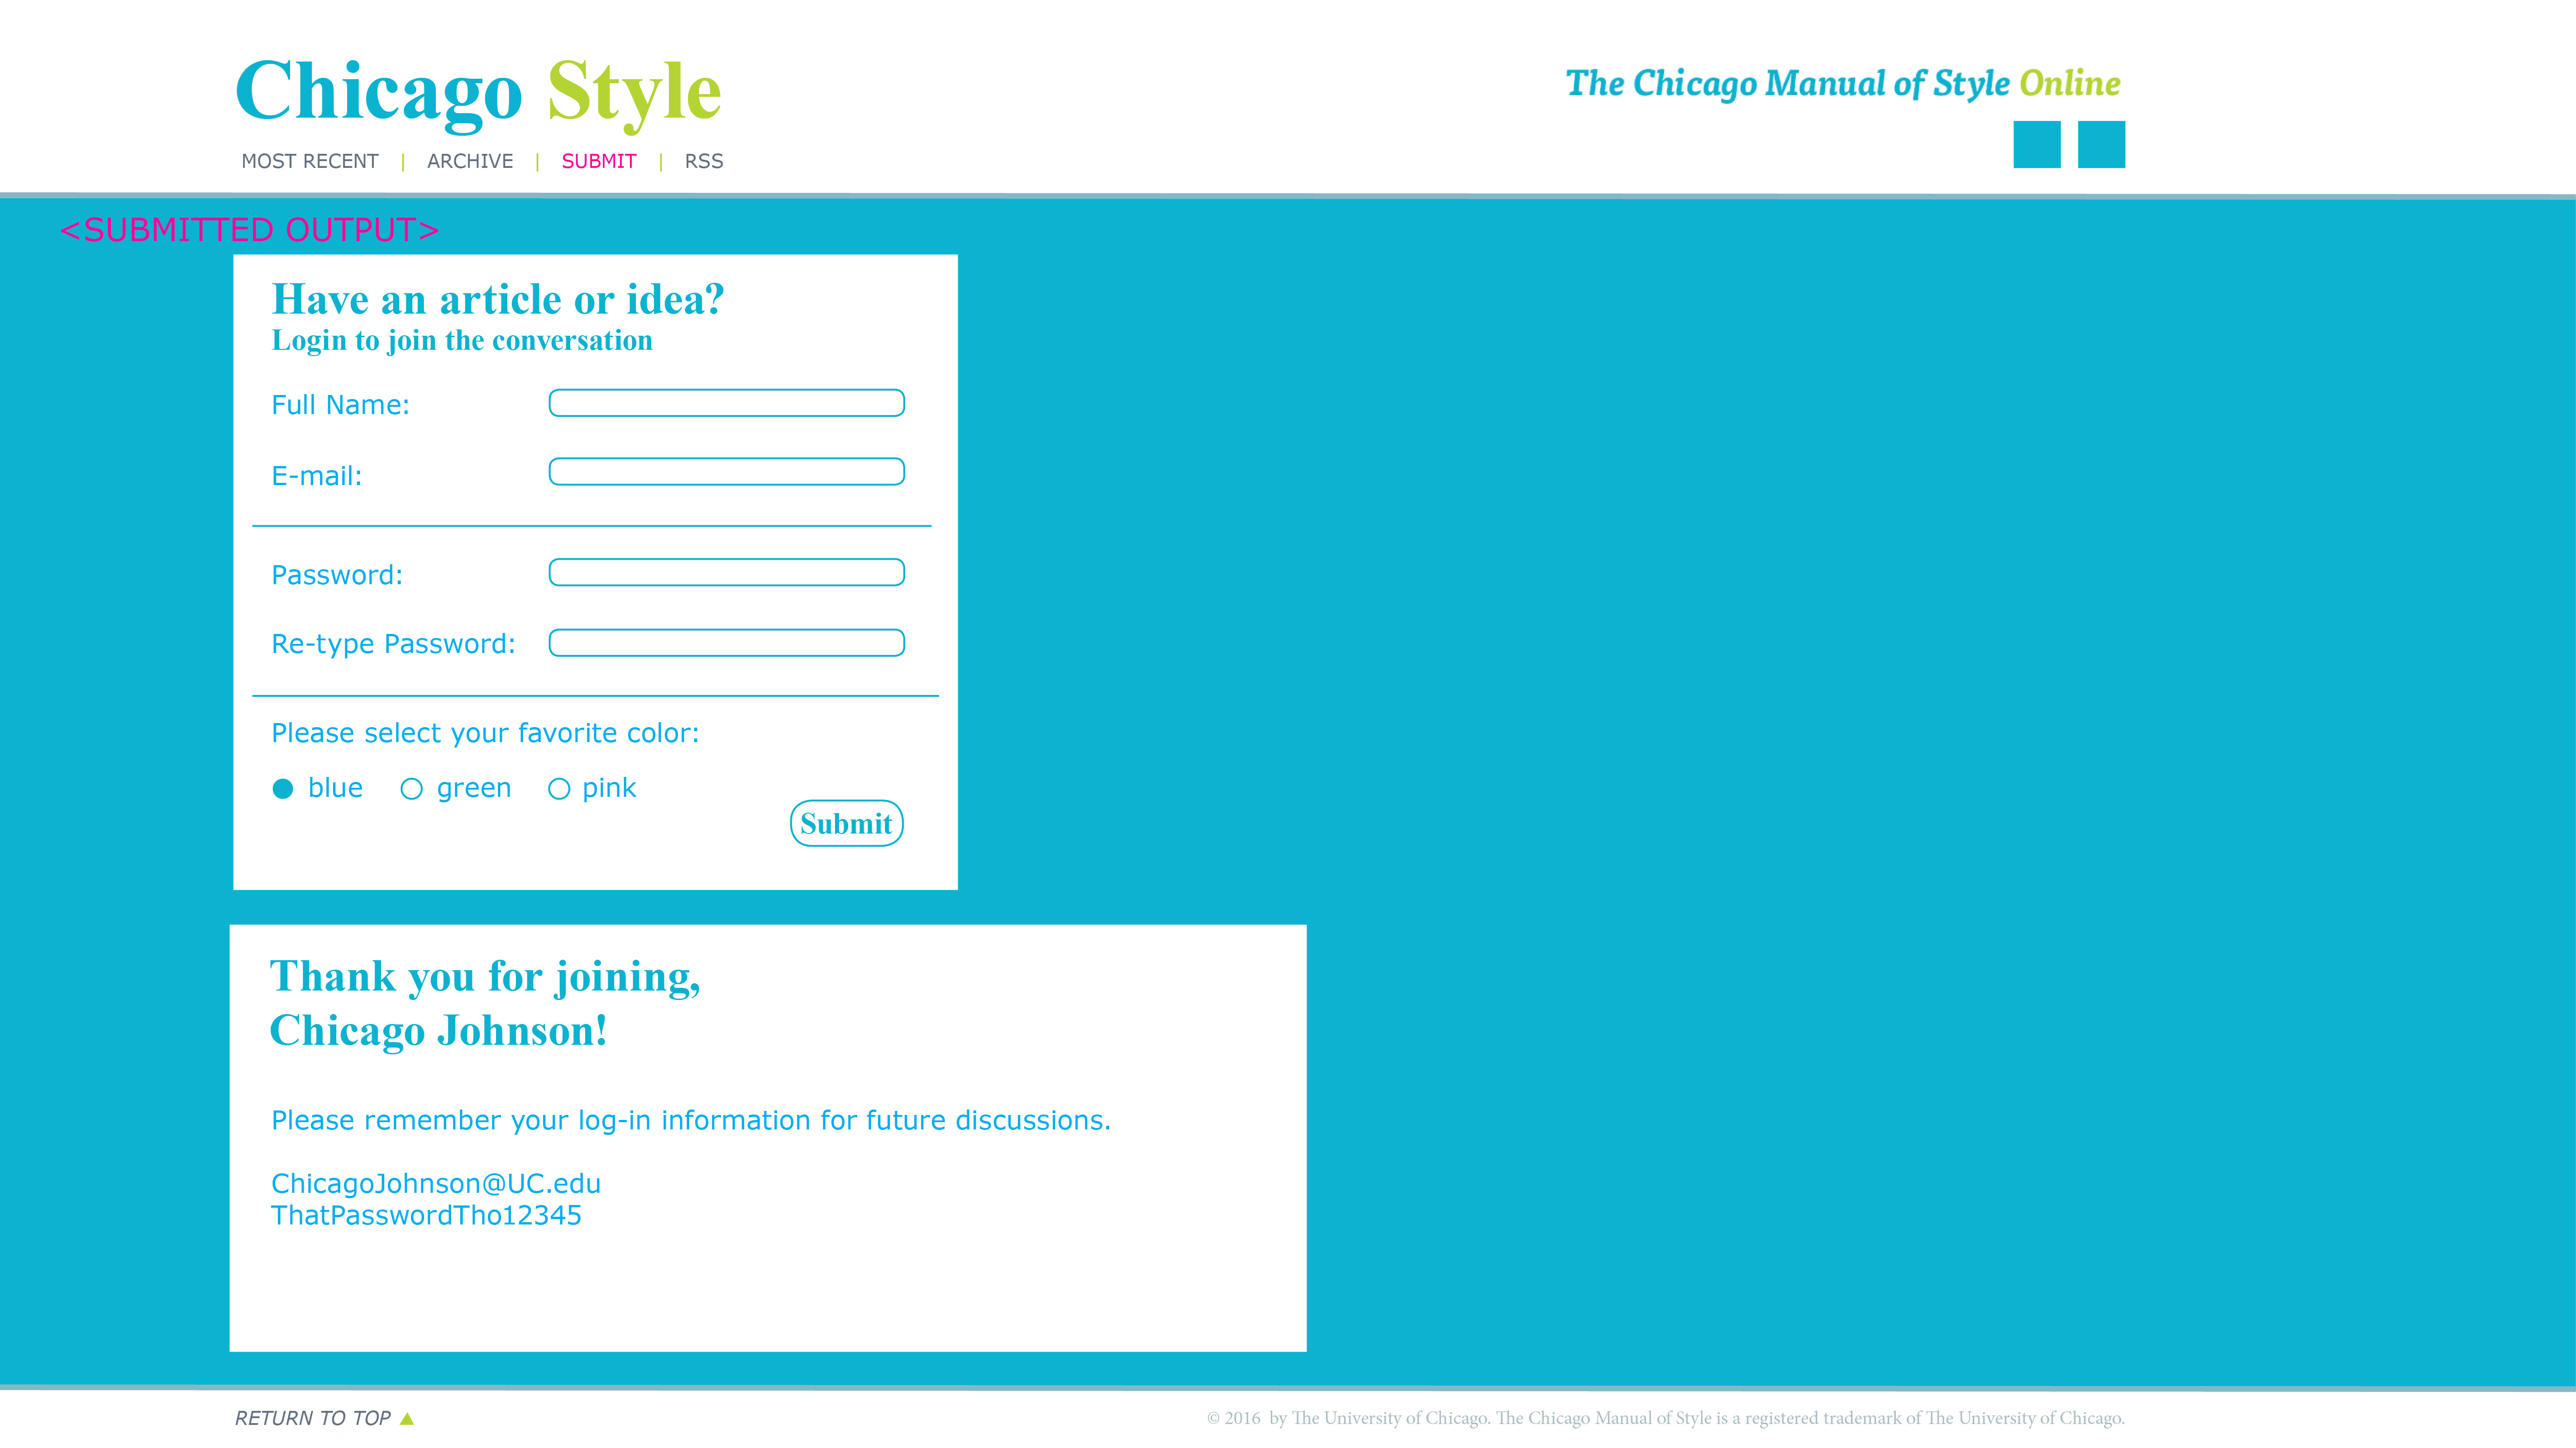 Chicago Style
The Chicago Manual of Style Online
MOST RECENT | ARCHIVE | SUBMIT | RSS
<SUBMITTED OUTPUT>
Have an article or idea?
Login to join the conversation
Full Name:
E-mail:
Password:
Re-type Password:
Please select your favorite color:
blue green pink
Submit
Thank you for joining,
Chicago Johnson!
Please remember your log-in information for future discussions.
ChicagoJohnson@UC.edu
ThatPasswordTho12345
RETURN TO TOP
© 2016 by The University of Chicago. The Chicago Manual of Style is a registered trademark of The University of Chicago.